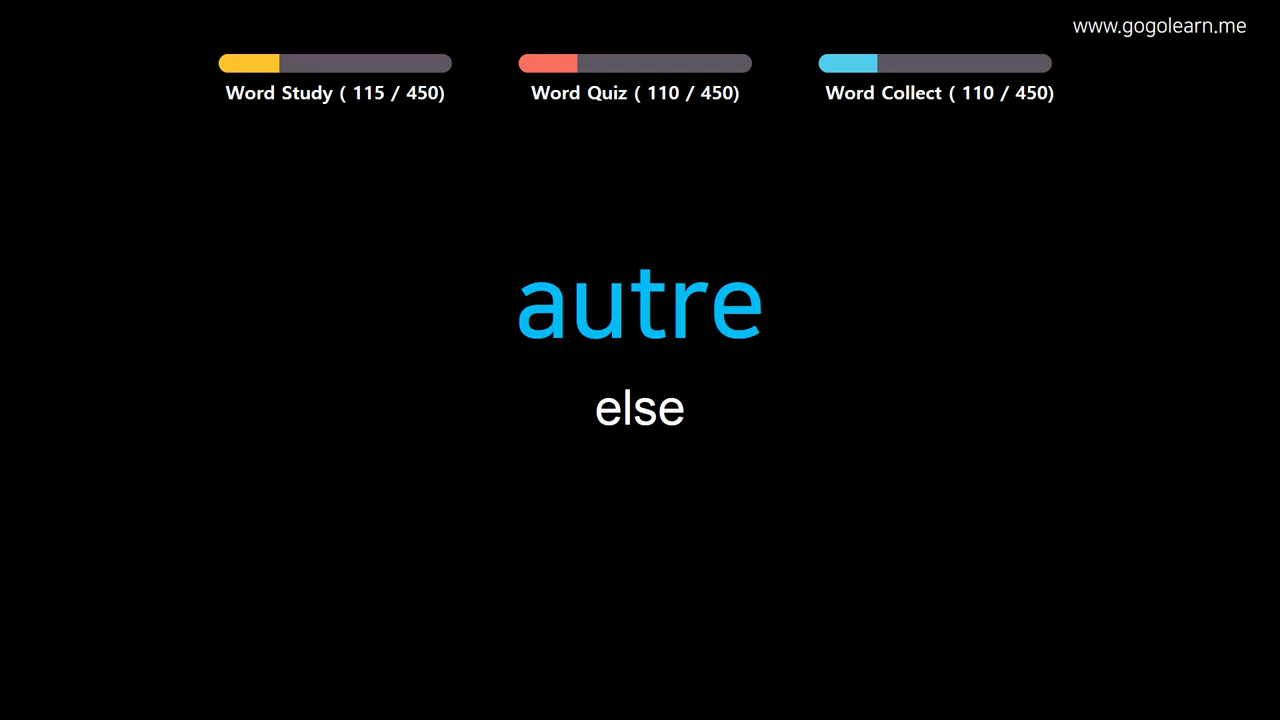 www.gogolearn.me
Word Study ( 115 / 450)
Word Quiz ( 110 / 450)
Word Collect ( 110 / 450)
autre
else